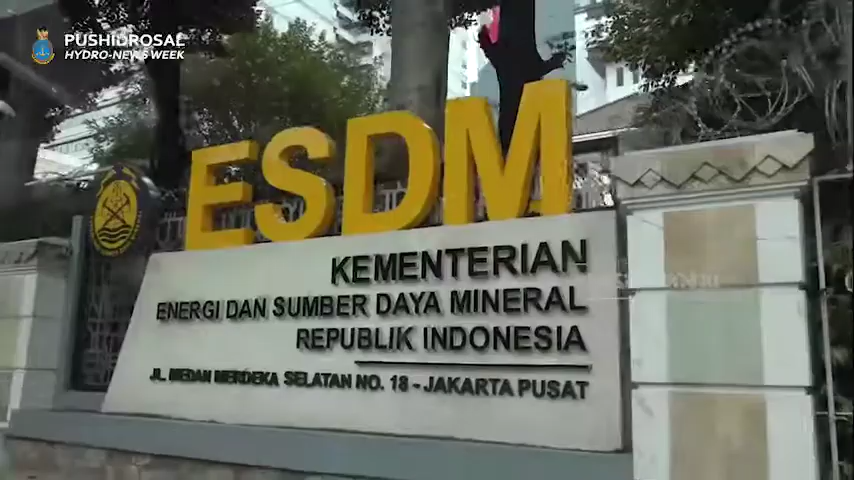 PUSHIDROSAL
HYDRO-NEWS WEEK
ESDM
KEMENTERIAN
ENERGI DAN SUMBER DAYA MINERAL
REPUBLIK INDONESIA
JL. MEDAN MERDEKA SELATAN NO. 18 - JAKARTA PUSAT